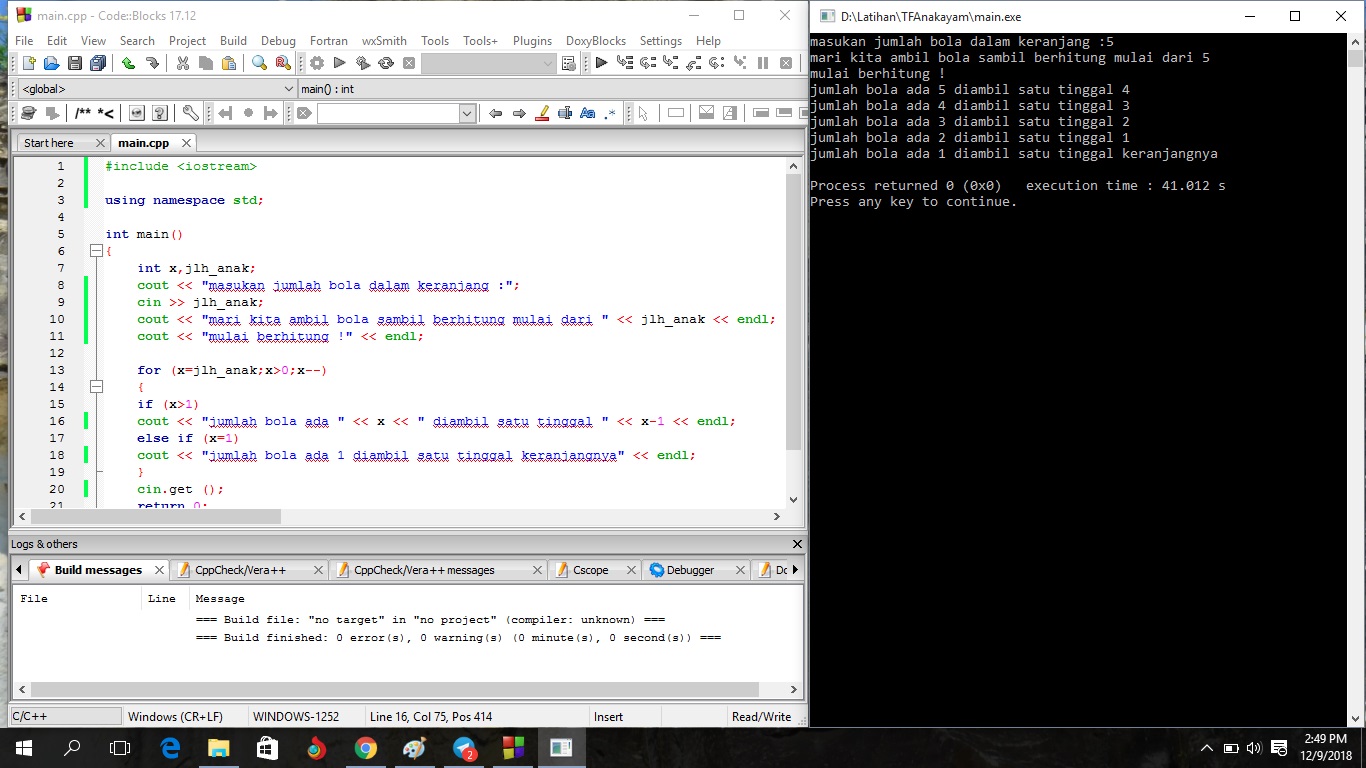 main.cpp - Code::Blocks 17.12
File Edit View Search Project Build Debug Fortran wxSmith Tools Tools+ Plugins DoxyBlocks Settings Help
<global> main() : int
/** *<
Aa .*
Start here main.cpp
1 #include <iostream>
2
3 using namespace std;
4
5 int main()
6 {
7 int x,jlh_anak;
8 cout << "masukan jumlah bola dalam keranjang :";
9 cin >> jlh_anak;
10 cout << "mari kita ambil bola sambil berhitung mulai dari " << jlh_anak << endl;
11 cout << "mulai berhitung !" << endl;
12
13 for (x=jlh_anak;x>0;x--)
14 {
15 if (x>1)
16 cout << "jumlah bola ada " << x << " diambil satu tinggal " << x-1 << endl;
17 else if (x=1)
18 cout << "jumlah bola ada 1 diambil satu tinggal keranjangnya" << endl;
19 }
20 cin.get ();
21 return 0;
Logs & others
Build messages CppCheck/Vera++ CppCheck/Vera++ messages Cscope Debugger
File Line Message
=== Build file: "no target" in "no project" (compiler: unknown) ===
=== Build finished: 0 error(s), 0 warning(s) (0 minute(s), 0 second(s)) ===
C/C++ Windows (CR+LF) WINDOWS-1252 Line 16, Col 75, Pos 414 Insert Read/Write
D:\Latihan\TFAnakayam\main.exe
masukan jumlah bola dalam keranjang :5
mari kita ambil bola sambil berhitung mulai dari 5
mulai berhitung !
jumlah bola ada 5 diambil satu tinggal 4
jumlah bola ada 4 diambil satu tinggal 3
jumlah bola ada 3 diambil satu tinggal 2
jumlah bola ada 2 diambil satu tinggal 1
jumlah bola ada 1 diambil satu tinggal keranjangnya
Process returned 0 (0x0) execution time : 41.012 s
Press any key to continue.
2
2:49 PM
12/9/2018